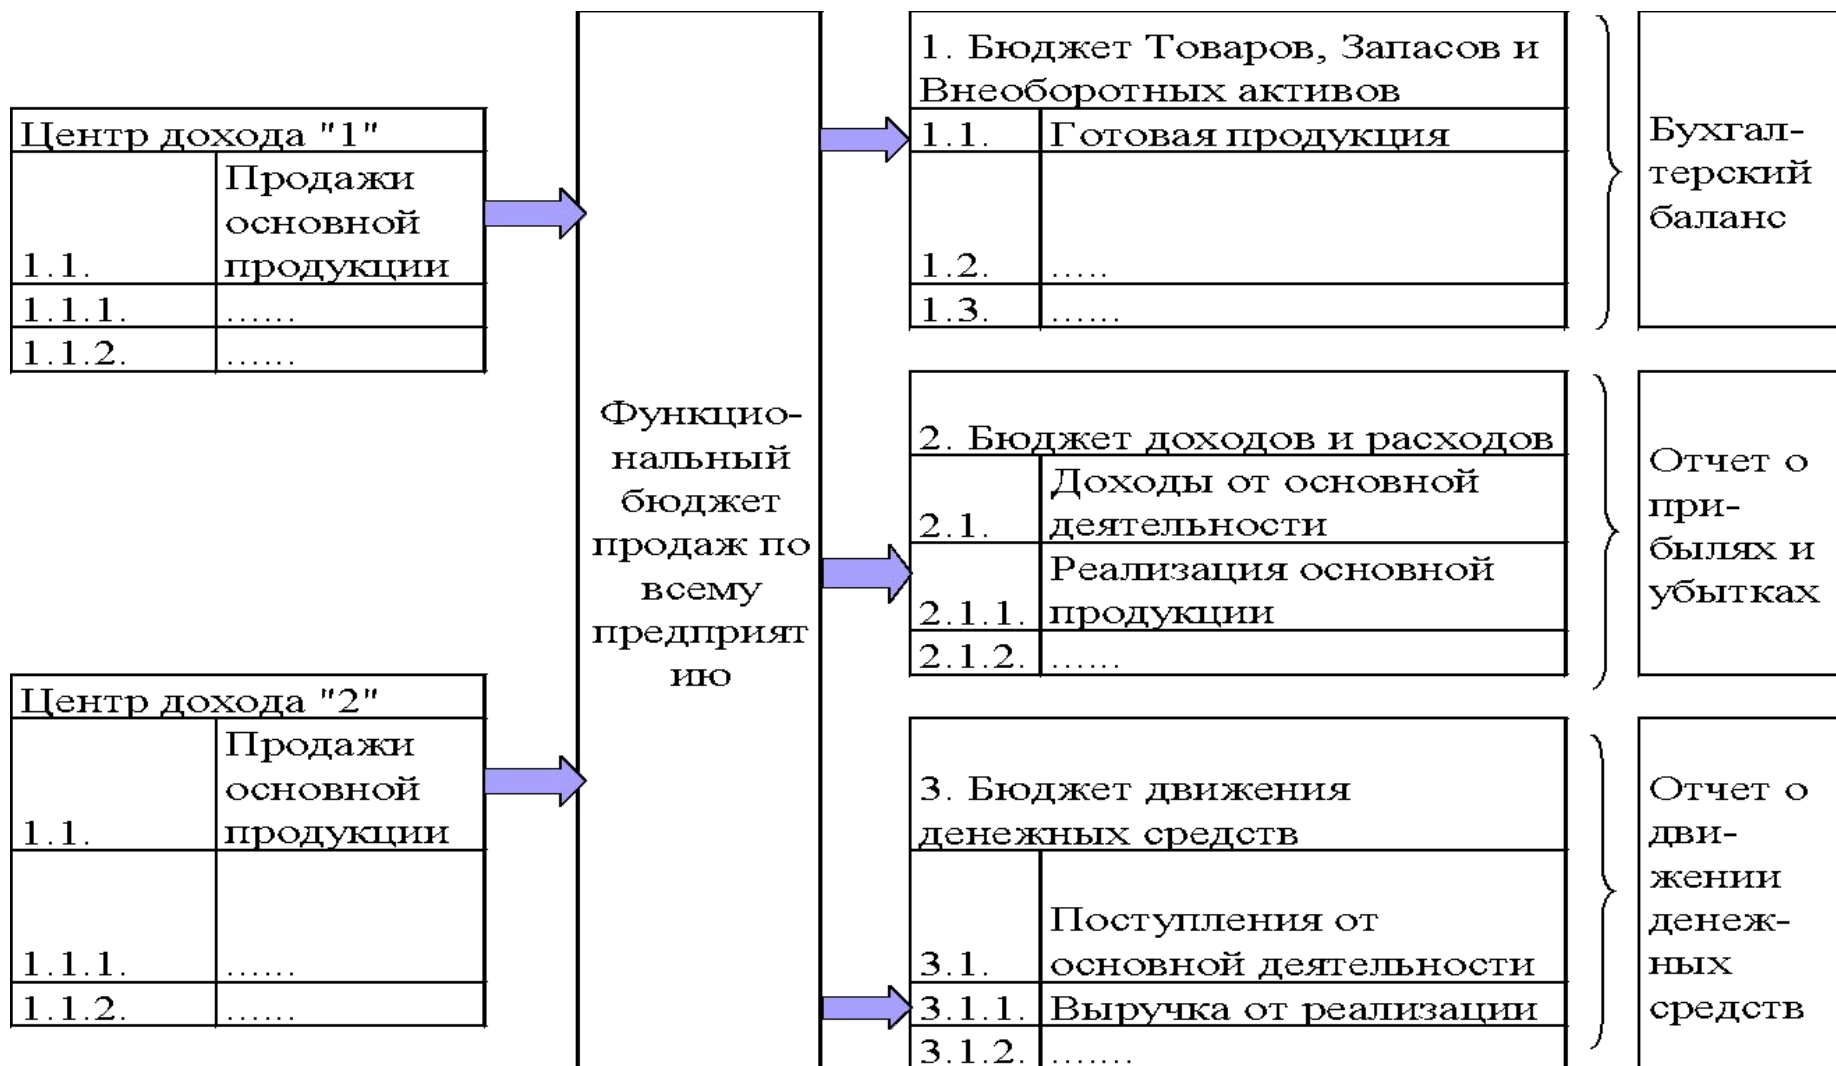 Центр дохода "1"
Продажи
основной
1.1. продукции
1.1.1. ......
1.1.2. ......
Центр дохода "2"
Продажи
основной
1.1. продукции
1.1.1. ......
1.1.2. ......
Функцио-
нальный
бюджет
продаж по
всему
предприят
ию
1. Бюджет Товаров, Запасов и
Внеоборотных активов
1.1. Готовая продукция
1.2. .....
1.3. ......
2. Бюджет доходов и расходов
Доходы от основной
2.1. деятельности
Реализация основной
2.1.1. продукции
2.1.2. ......
3. Бюджет движения
денежных средств
Поступления от
3.1. основной деятельности
3.1.1. Выручка от реализации
3.1.2. .......
Бухгал-
терский
баланс
Отчет о
при-
былях и
убытках
Отчет о
дви-
жении
денеж-
ных
средств